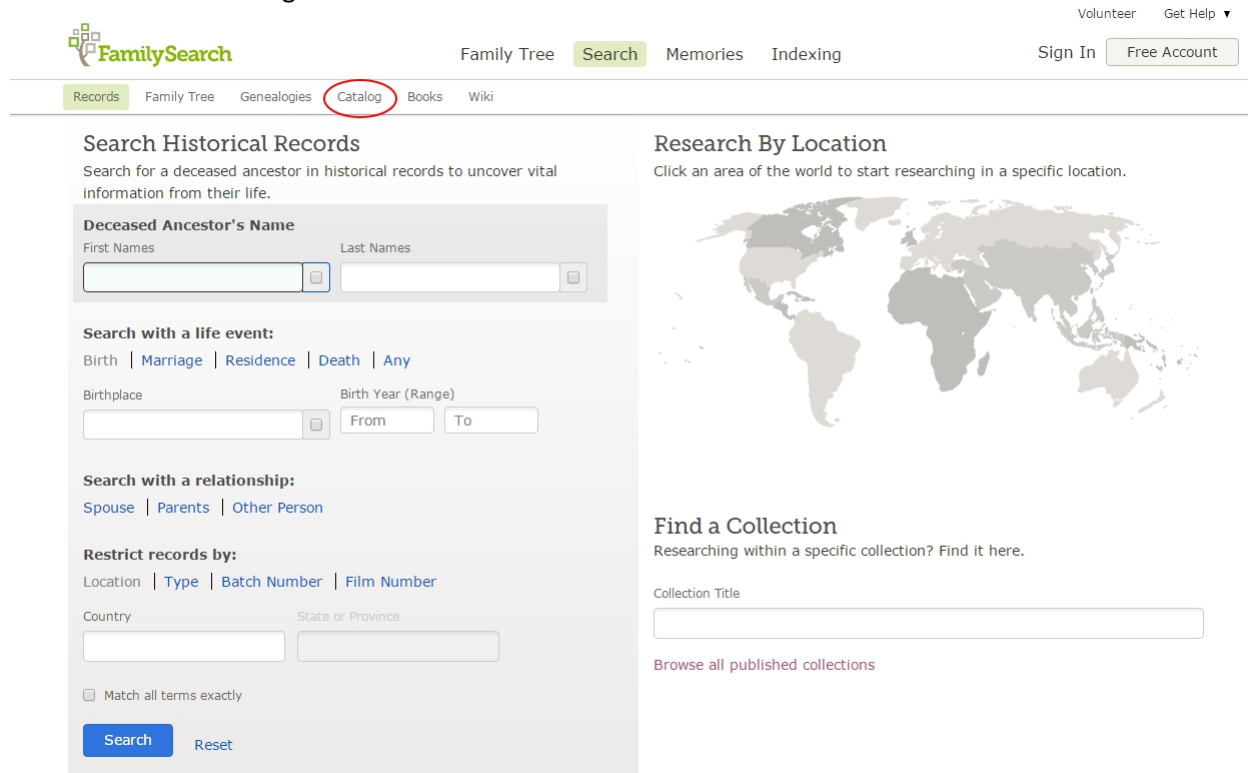 Volunteer Get Help ▼
FamilySearch
Family Tree Search Memories Indexing
Sign In Free Account
Records Family Tree Genealogies Catalog Books Wiki
Search Historical Records
Search for a deceased ancestor in historical records to uncover vital
information from their life.
Deceased Ancestor's Name
First Names Last Names
Search with a life event:
Birth | Marriage | Residence | Death | Any
Birthplace Birth Year (Range)
From To
Search with a relationship:
Spouse | Parents | Other Person
Restrict records by:
Location | Type | Batch Number | Film Number
Country State or Province
Match all terms exactly
Search Reset
Research By Location
Click an area of the world to start researching in a specific location.
Find a Collection
Researching within a specific collection? Find it here.
Collection Title
Browse all published collections